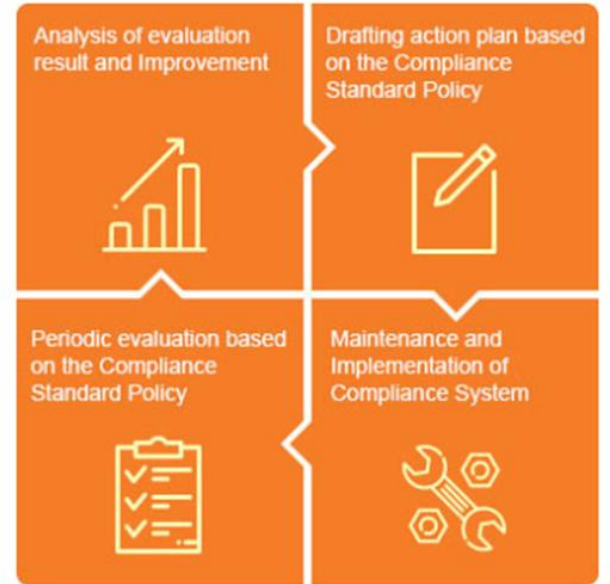 Analysis of evaluation
result and Improvement
Drafting action plan based
on the Compliance
Standard Policy
Periodic evaluation based
on the Compliance
Standard Policy
Maintenance and
Implementation of
Compliance System